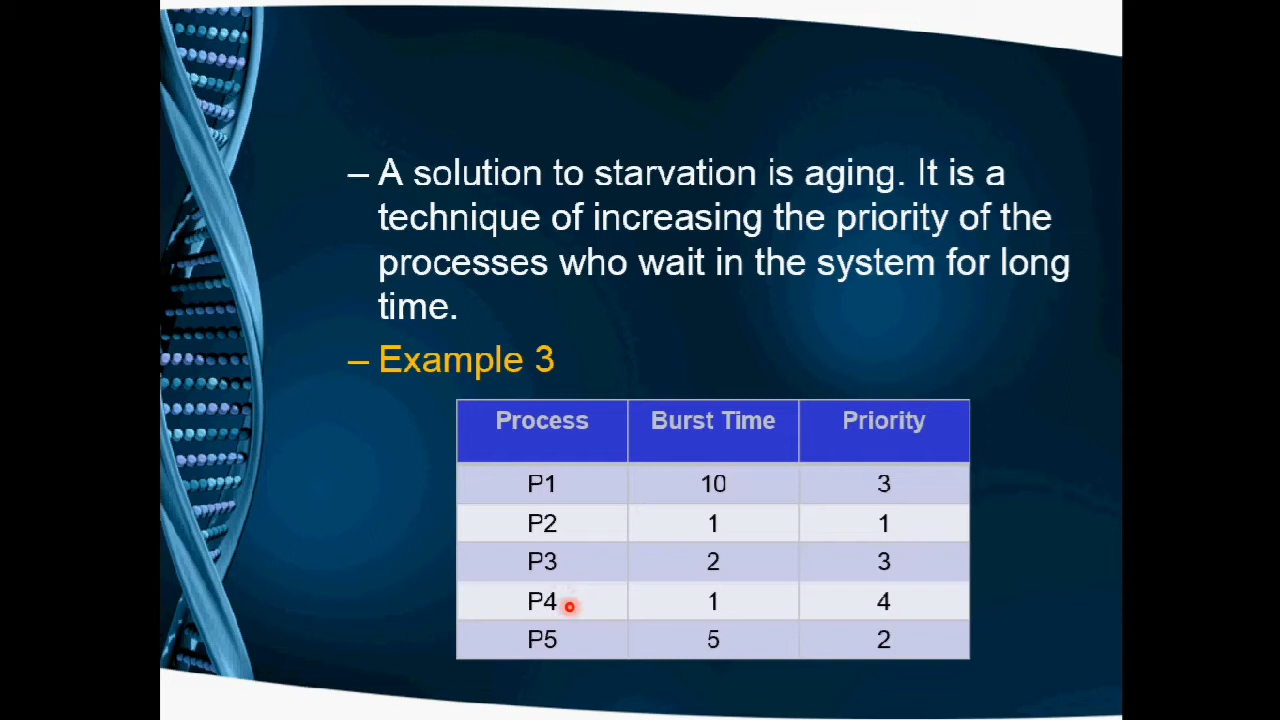 – A solution to starvation is aging. It is a
technique of increasing the priority of the
processes who wait in the system for long
time.
– Example 3
Process Burst Time Priority
P1 10 3
P2 1 1
P3 2 3
P4 1 4
P5 5 2